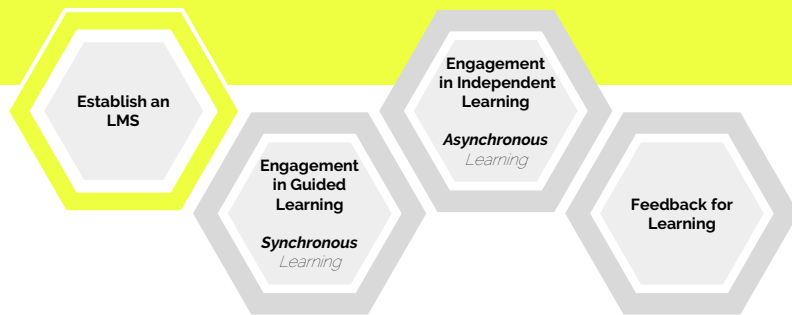 Establish an
LMS
Engagement
in Guided
Learning
Synchronous
Learning
Engagement
in Independent
Learning
Asynchronous
Learning
Feedback for
Learning